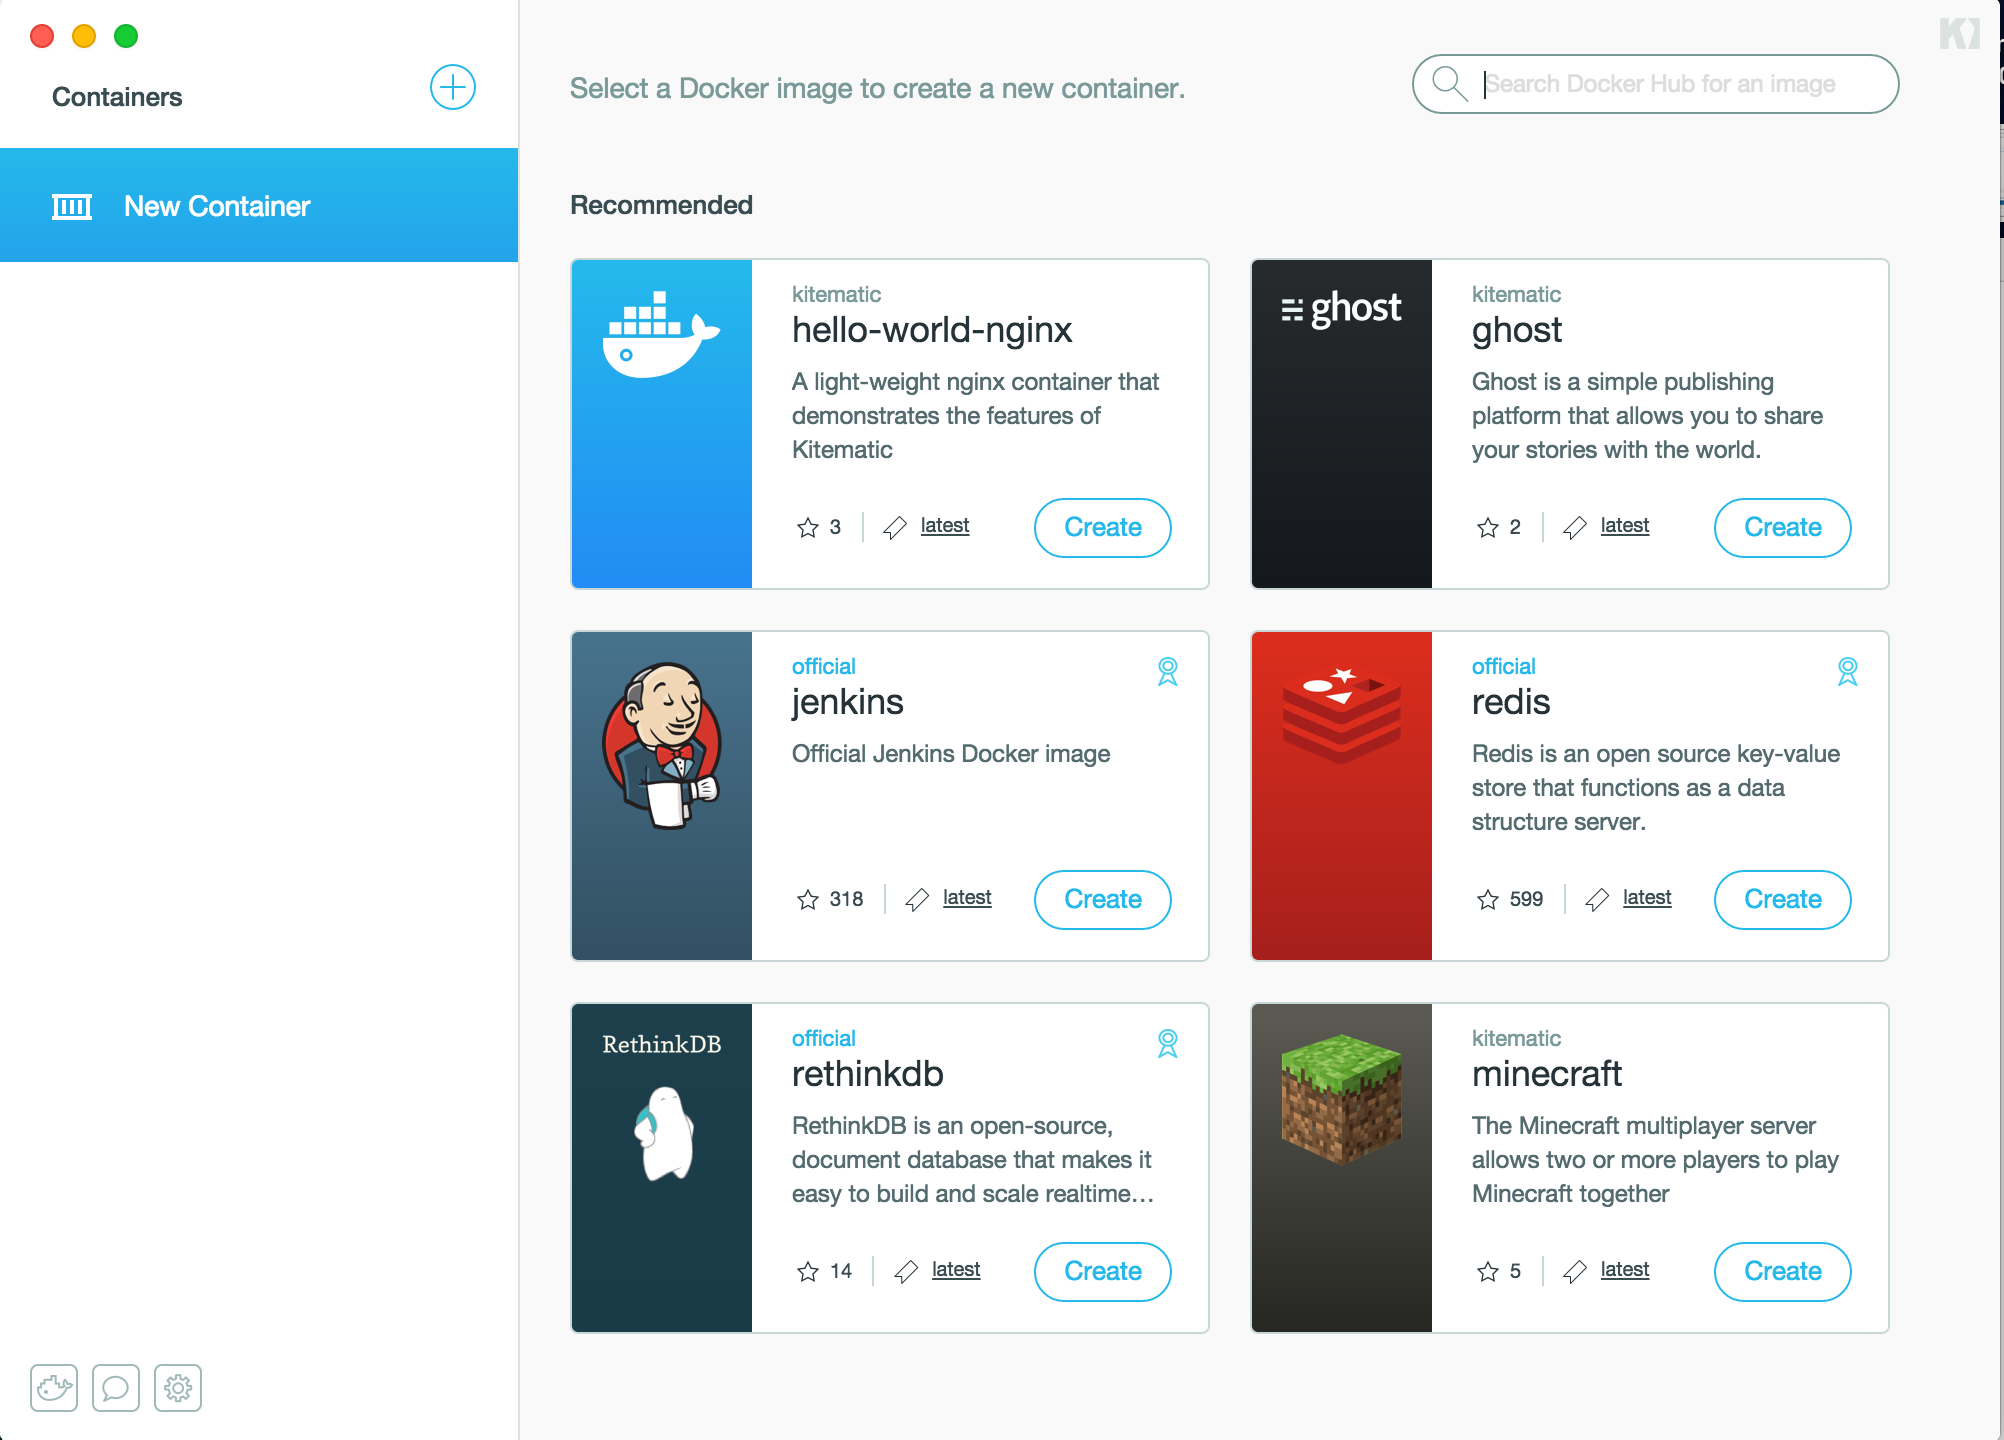 Containers
New Container
Select a Docker image to create a new container.
Search Docker Hub for an image
Recommended
kitematic
hello-world-nginx
A light-weight nginx container that
demonstrates the features of
Kitematic
3
latest
Create
ghost
kitematic
ghost
Ghost is a simple publishing
platform that allows you to share
your stories with the world.
2
latest
Create
official
jenkins
Official Jenkins Docker image
318
latest
Create
official
redis
Redis is an open source key-value
store that functions as a data
structure server.
599
latest
Create
RethinkDB
official
rethinkdb
RethinkDB is an open-source,
document database that makes it
easy to build and scale realtime…
14
latest
Create
kitematic
minecraft
The Minecraft multiplayer server
allows two or more players to play
Minecraft together
5
latest
Create